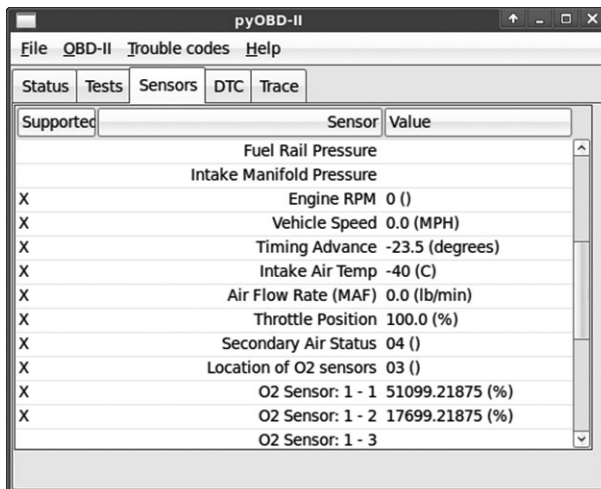 pyOBD-II
File OBD-II Trouble codes Help
Status Tests Sensors DTC Trace
Supported Sensor Value
Fuel Rail Pressure
Intake Manifold Pressure
X Engine RPM 0 ()
X Vehicle Speed 0.0 (MPH)
X Timing Advance -23.5 (degrees)
X Intake Air Temp -40 (C)
X Air Flow Rate (MAF) 0.0 (lb/min)
X Throttle Position 100.0 (%)
X Secondary Air Status 04 ()
X Location of O2 sensors 03 ()
X O2 Sensor: 1 - 1 51099.21875 (%)
X O2 Sensor: 1 - 2 17699.21875 (%)
O2 Sensor: 1 - 3